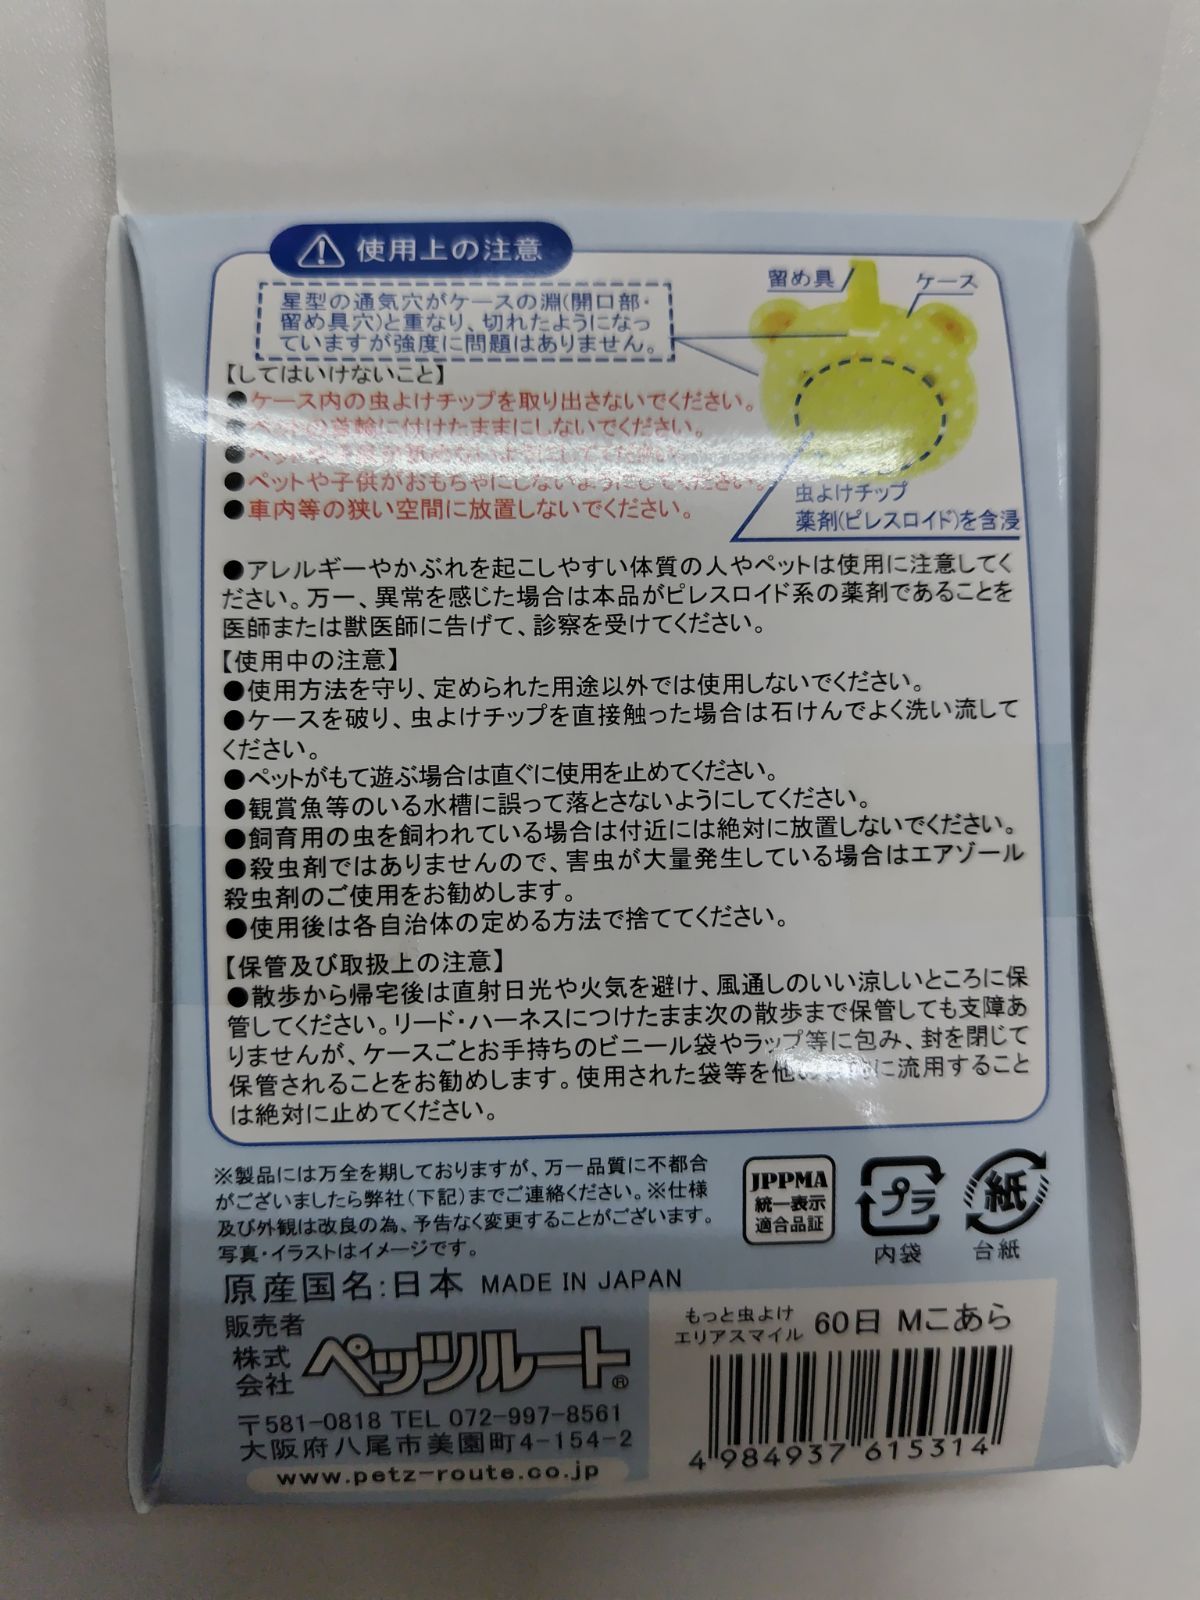 使用上の注意
星型の通気穴がケースの淵(開口部・
留め具穴)と重なり、切れたようになっ
ていますが強度に問題はありません。
留め具
ケース
虫よけチップ
薬剤(ピレスロイド)を含浸
【してはいけないこと】
●ケース内の虫よけチップを取り出さないでください。
●ペットの首輪に付けたままにしないでください。
●ペットや子供が
●ペットや子供がおもちゃにしないようにしてください。
●車内等の狭い空間に放置しないでください。
●アレルギーやかぶれを起こしやすい体質の人やペットは使用に注意してく
ださい。万一、異常を感じた場合は本品がピレスロイド系の薬剤であることを
医師または獣医師に告げて、診察を受けてください。
【使用中の注意】
●使用方法を守り、定められた用途以外では使用しないでください。
●ケースを破り、虫よけチップを直接触った場合は石けんでよく洗い流して
ください。
●ペットがもて遊ぶ場合は直ぐに使用を止めてください。
●観賞魚等のいる水槽に誤って落とさないようにしてください。
●飼育用の虫を飼われている場合は付近には絶対に放置しないでください。
●殺虫剤ではありませんので、害虫が大量発生している場合はエアゾール
殺虫剤のご使用をお勧めします。
●使用後は各自治体の定める方法で捨ててください。
【保管及び取扱上の注意】
●散歩から帰宅後は直射日光や火気を避け、風通しのいい涼しいところに保
管してください。リード・ハーネスにつけたまま次の散歩まで保管しても支障あ
りませんが、ケースごとお手持ちのビニール袋やラップ等に包み、封を閉じて
保管されることをお勧めします。使用された袋等を他の に流用すること
は絶対に止めてください。
※製品には万全を期しておりますが、万一品質に不都合
がございましたら弊社(下記)までご連絡ください。※仕様
及び外観は改良の為、予告なく変更することがございます。
写真・イラストはイメージです。
JPPMA
統一表示
適合品証
プラ
内袋
紙
台紙
原産国名:日本 MADE IN JAPAN
販売者
株式
会社
ペッツルート®
〒581-0818 TEL 072-997-8561
大阪府八尾市美園町4-154-2
www.petz-route.co.jp
もっと虫よけ
エリアスマイル 60日 Mこあら
4 984937 615314